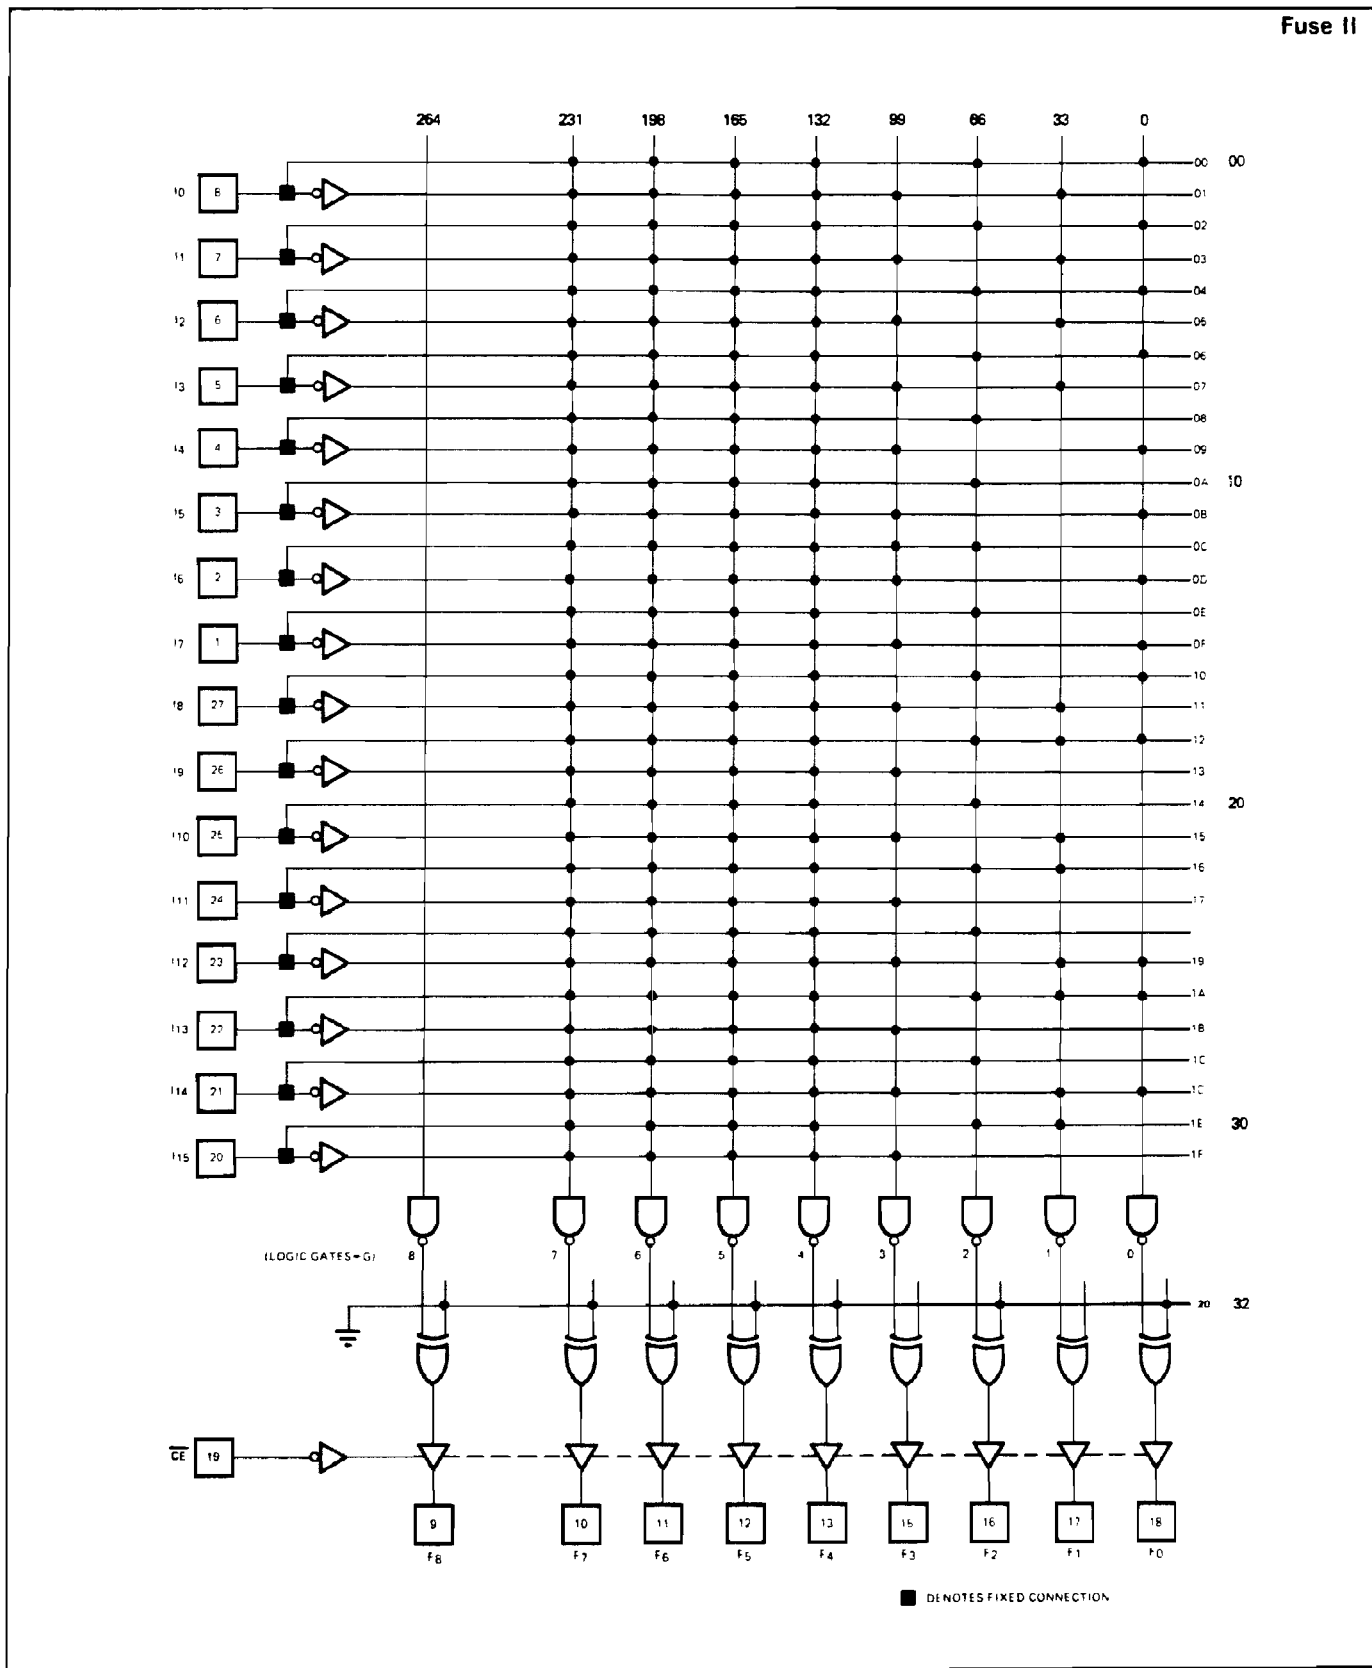 Fuse II
264 231 198 165 132 99 66 33 0
00 00
I0 8 01
02
I1 7 03
04
I2 6 05
06
I3 5 07
08
I4 4 09
0A 10
I5 3 0B
0C
I6 2 0D
0E
I7 1 0F
10
I8 27 11
12
I9 26 13
14 20
I10 25 15
16
I11 24 17
I12 23 19
1A
I13 22 1B
1C
I14 21 1C
1E 30
I15 20 1F
(LOGIC GATES=G) 8 7 6 5 4 3 2 1 0
20 32
CE 19
9 10 11 12 13 15 16 17 18
F8 F7 F6 F5 F4 F3 F2 F1 F0
DENOTES FIXED CONNECTION